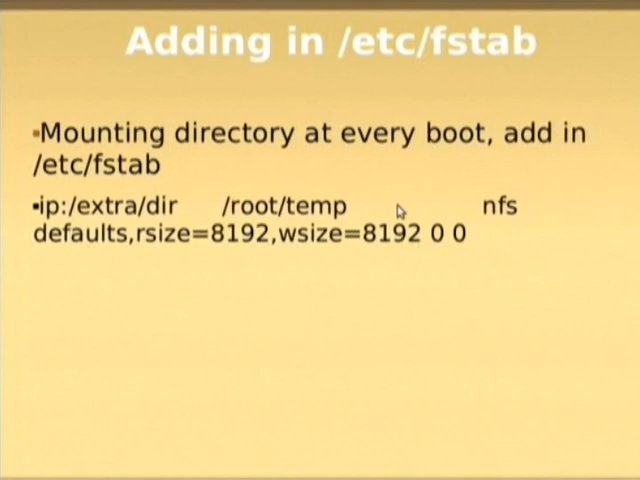 Adding in /etc/fstab
▪Mounting directory at every boot, add in
/etc/fstab
▪ip:/extra/dir /root/temp nfs
defaults,rsize=8192,wsize=8192 0 0